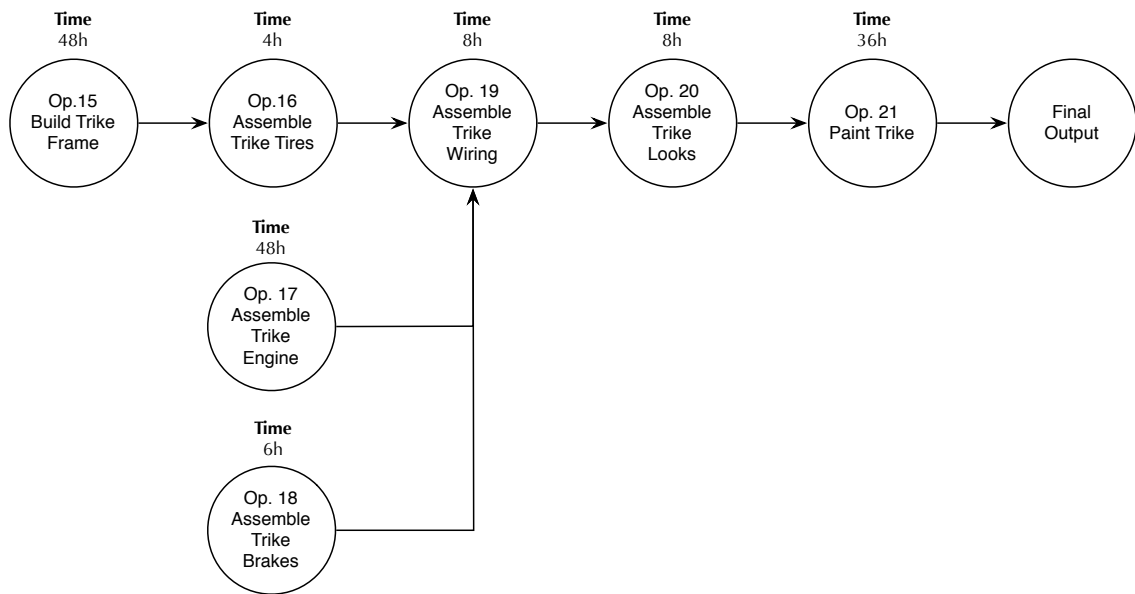 Time
48h
Op.15
Build Trike
Frame
Time
4h
Op.16
Assemble
Trike Tires
Time
8h
Op. 19
Assemble
Trike
Wiring
Time
8h
Op. 20
Assemble
Trike
Looks
Time
36h
Op. 21
Paint Trike
Final
Output
Time
48h
Op. 17
Assemble
Trike
Engine
Time
6h
Op. 18
Assemble
Trike
Brakes